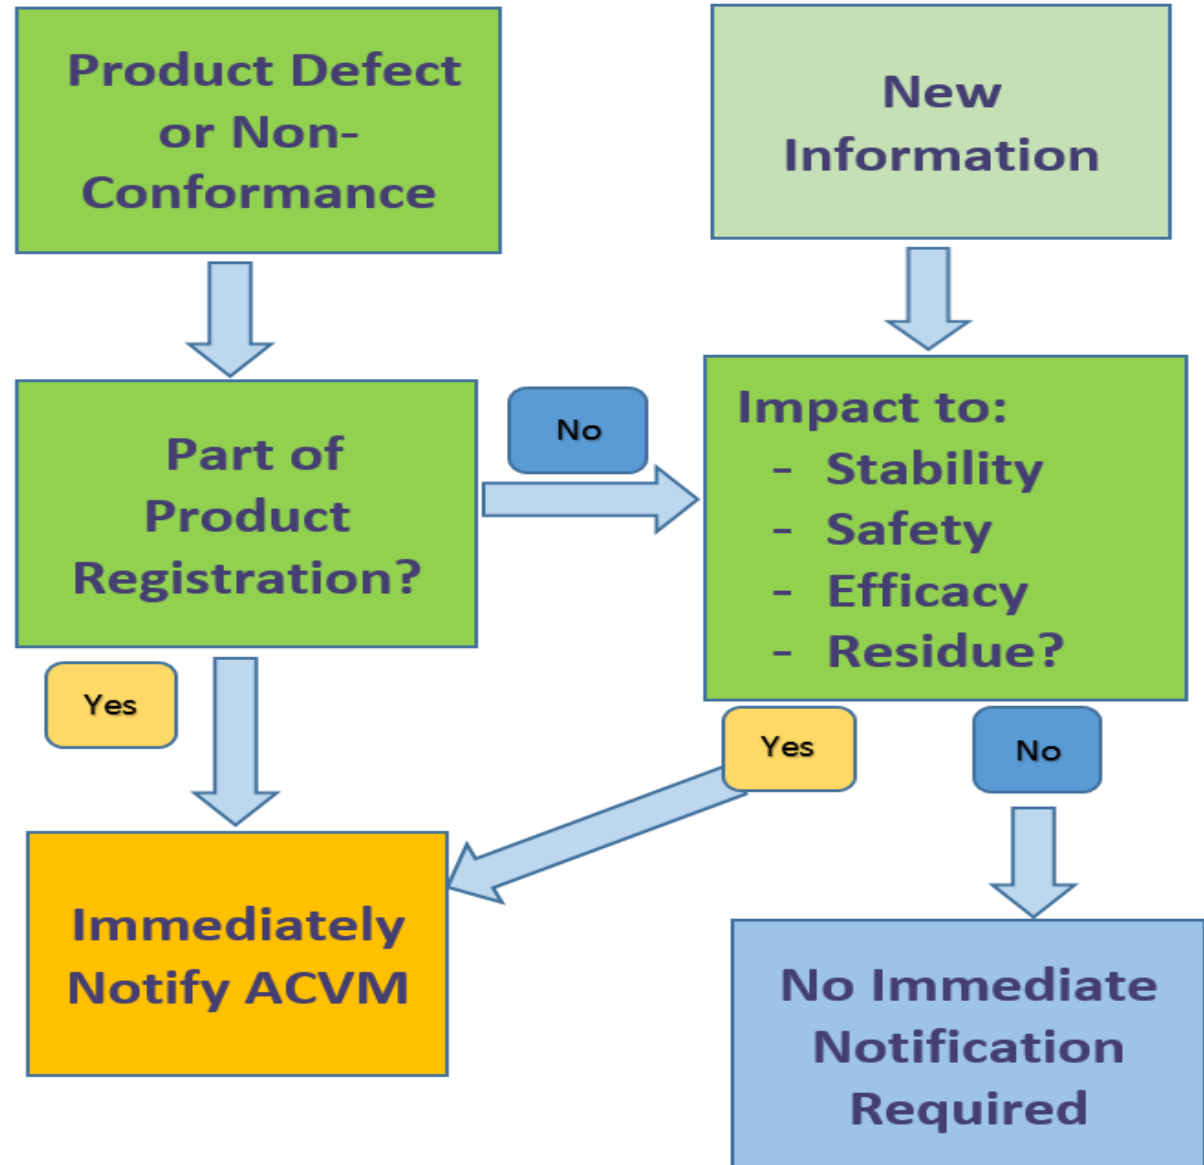 Product Defect
or Non-
Conformance
New
Information
Part of
Product
Registration?
No
Impact to:
- Stability
- Safety
- Efficacy
- Residue?
Yes
Yes
No
Immediately
Notify ACVM
No Immediate
Notification
Required